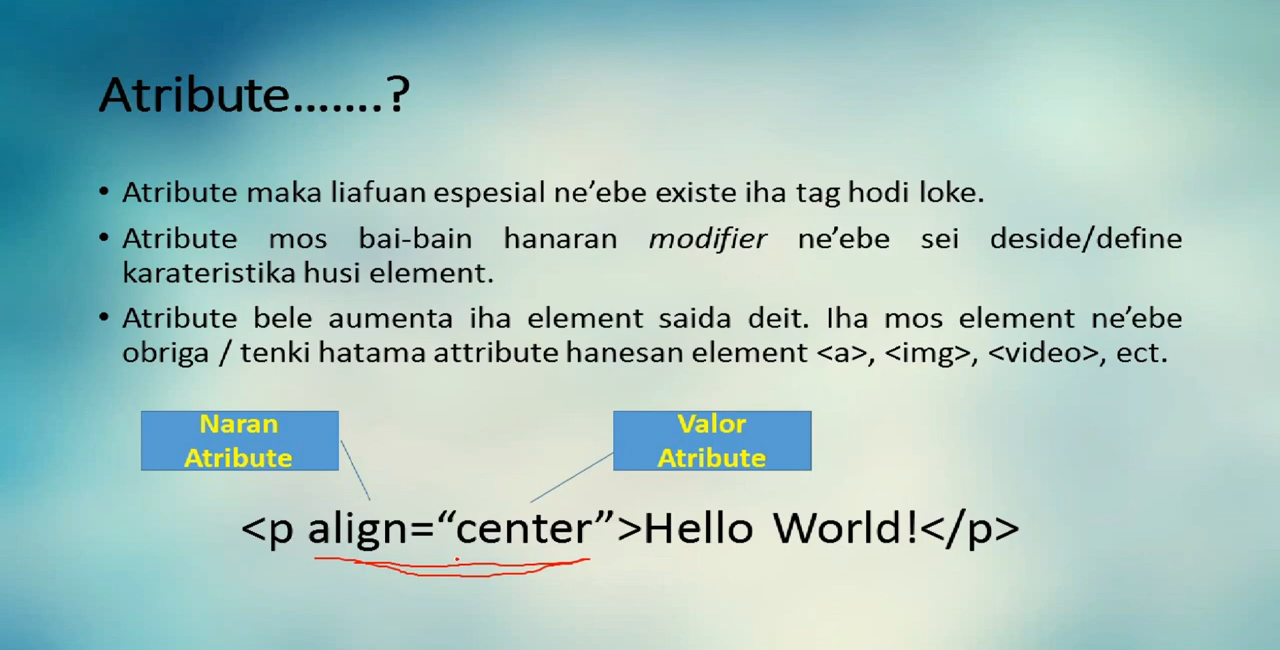 Atribute.......?
• Atribute maka liafuan espesial ne’ebe existe iha tag hodi loke.
• Atribute mos bai-bain hanaran modifier ne’ebe sei deside/define
karateristika husi element.
• Atribute bele aumenta iha element saida deit. Iha mos element ne’ebe
obriga / tenki hatama attribute hanesan element <a>, <img>, <video>, ect.
Naran
Atribute
Valor
Atribute
<p align=“center”>Hello World!</p>